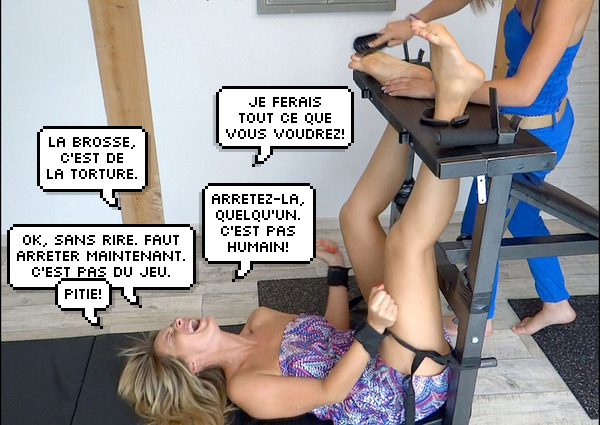 JE FERAIS
TOUT CE QUE
VOUS VOUDREZ!
LA BROSSE,
C'EST DE
LA TORTURE.
ARRETEZ-LA,
QUELQU'UN.
C'EST PAS
HUMAIN!
OK, SANS RIRE. FAUT
ARRETER MAINTENANT.
C'EST PAS DU JEU.
PITIE!